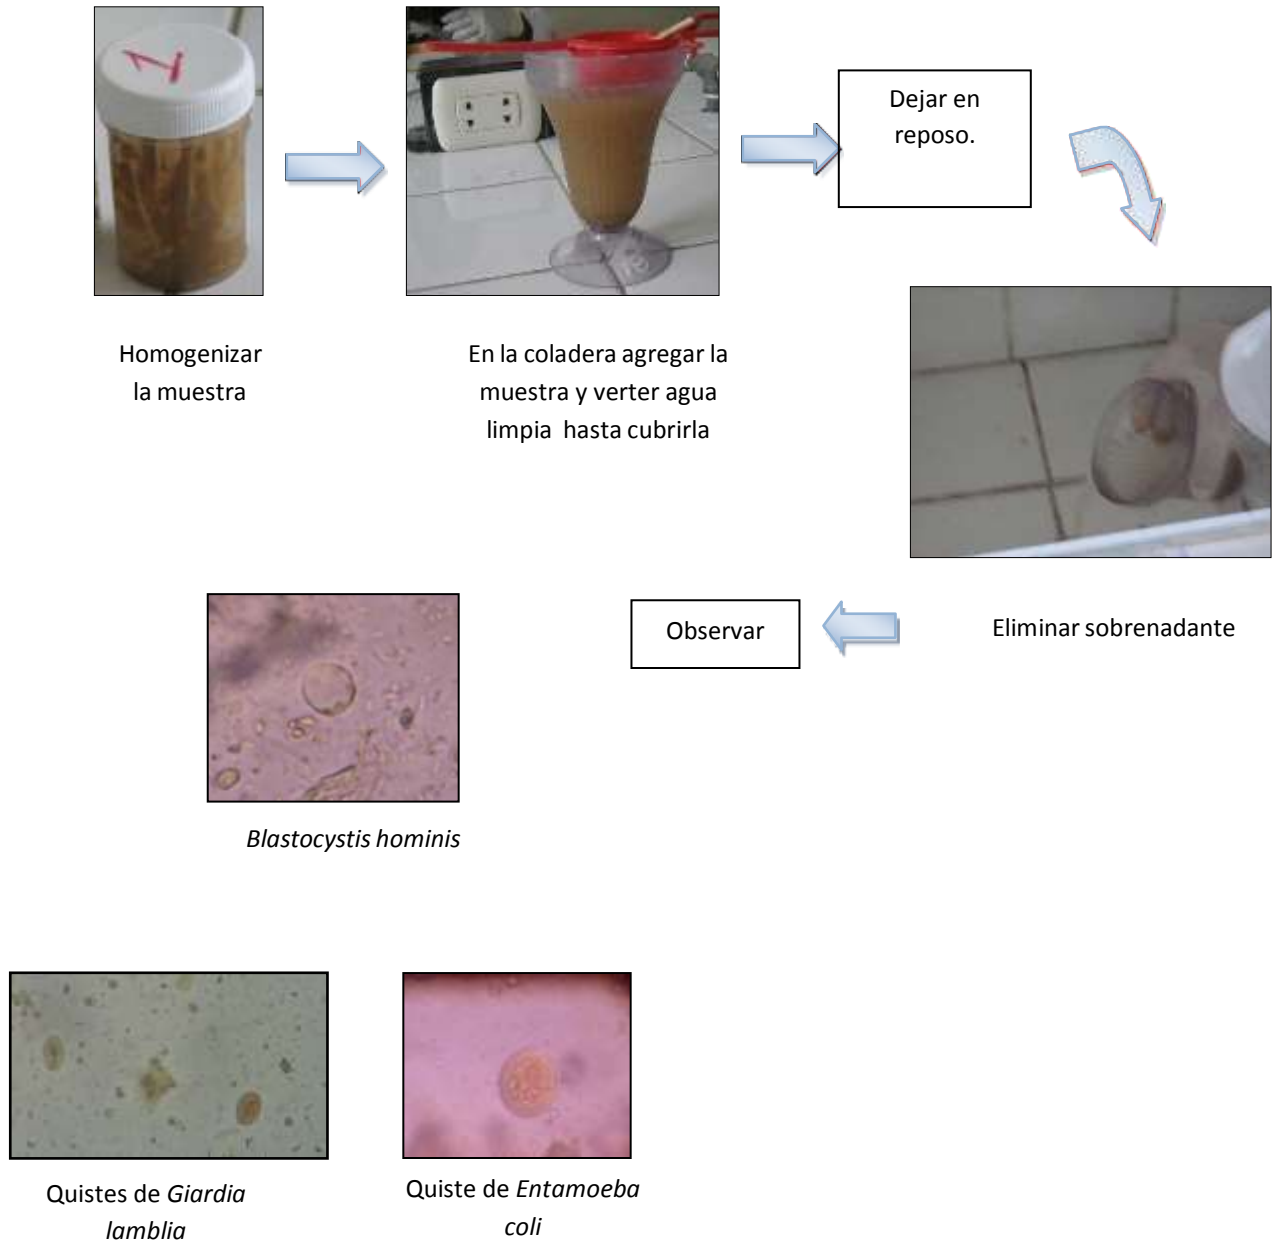 1
Dejar en
reposo.
Homogenizar
la muestra
En la coladera agregar la
muestra y verter agua
limpia hasta cubrirla
Eliminar sobrenadante
Observar
Blastocystis hominis
Quistes de Giardia
lamblia
Quiste de Entamoeba
coli